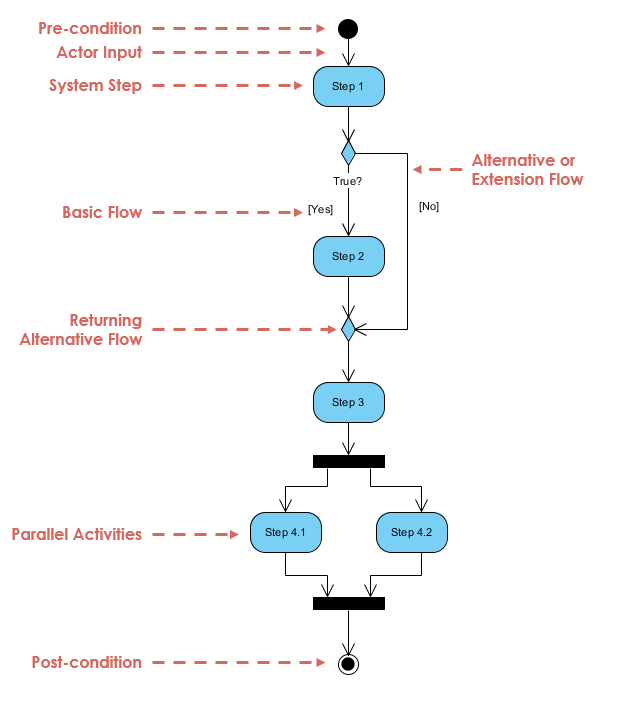 Pre-condition
Actor Input
System Step
Step 1
Alternative or
Extension Flow
True?
Basic Flow
[Yes]
[No]
Step 2
Returning
Alternative Flow
Step 3
Parallel Activities
Step 4.1
Step 4.2
Post-condition